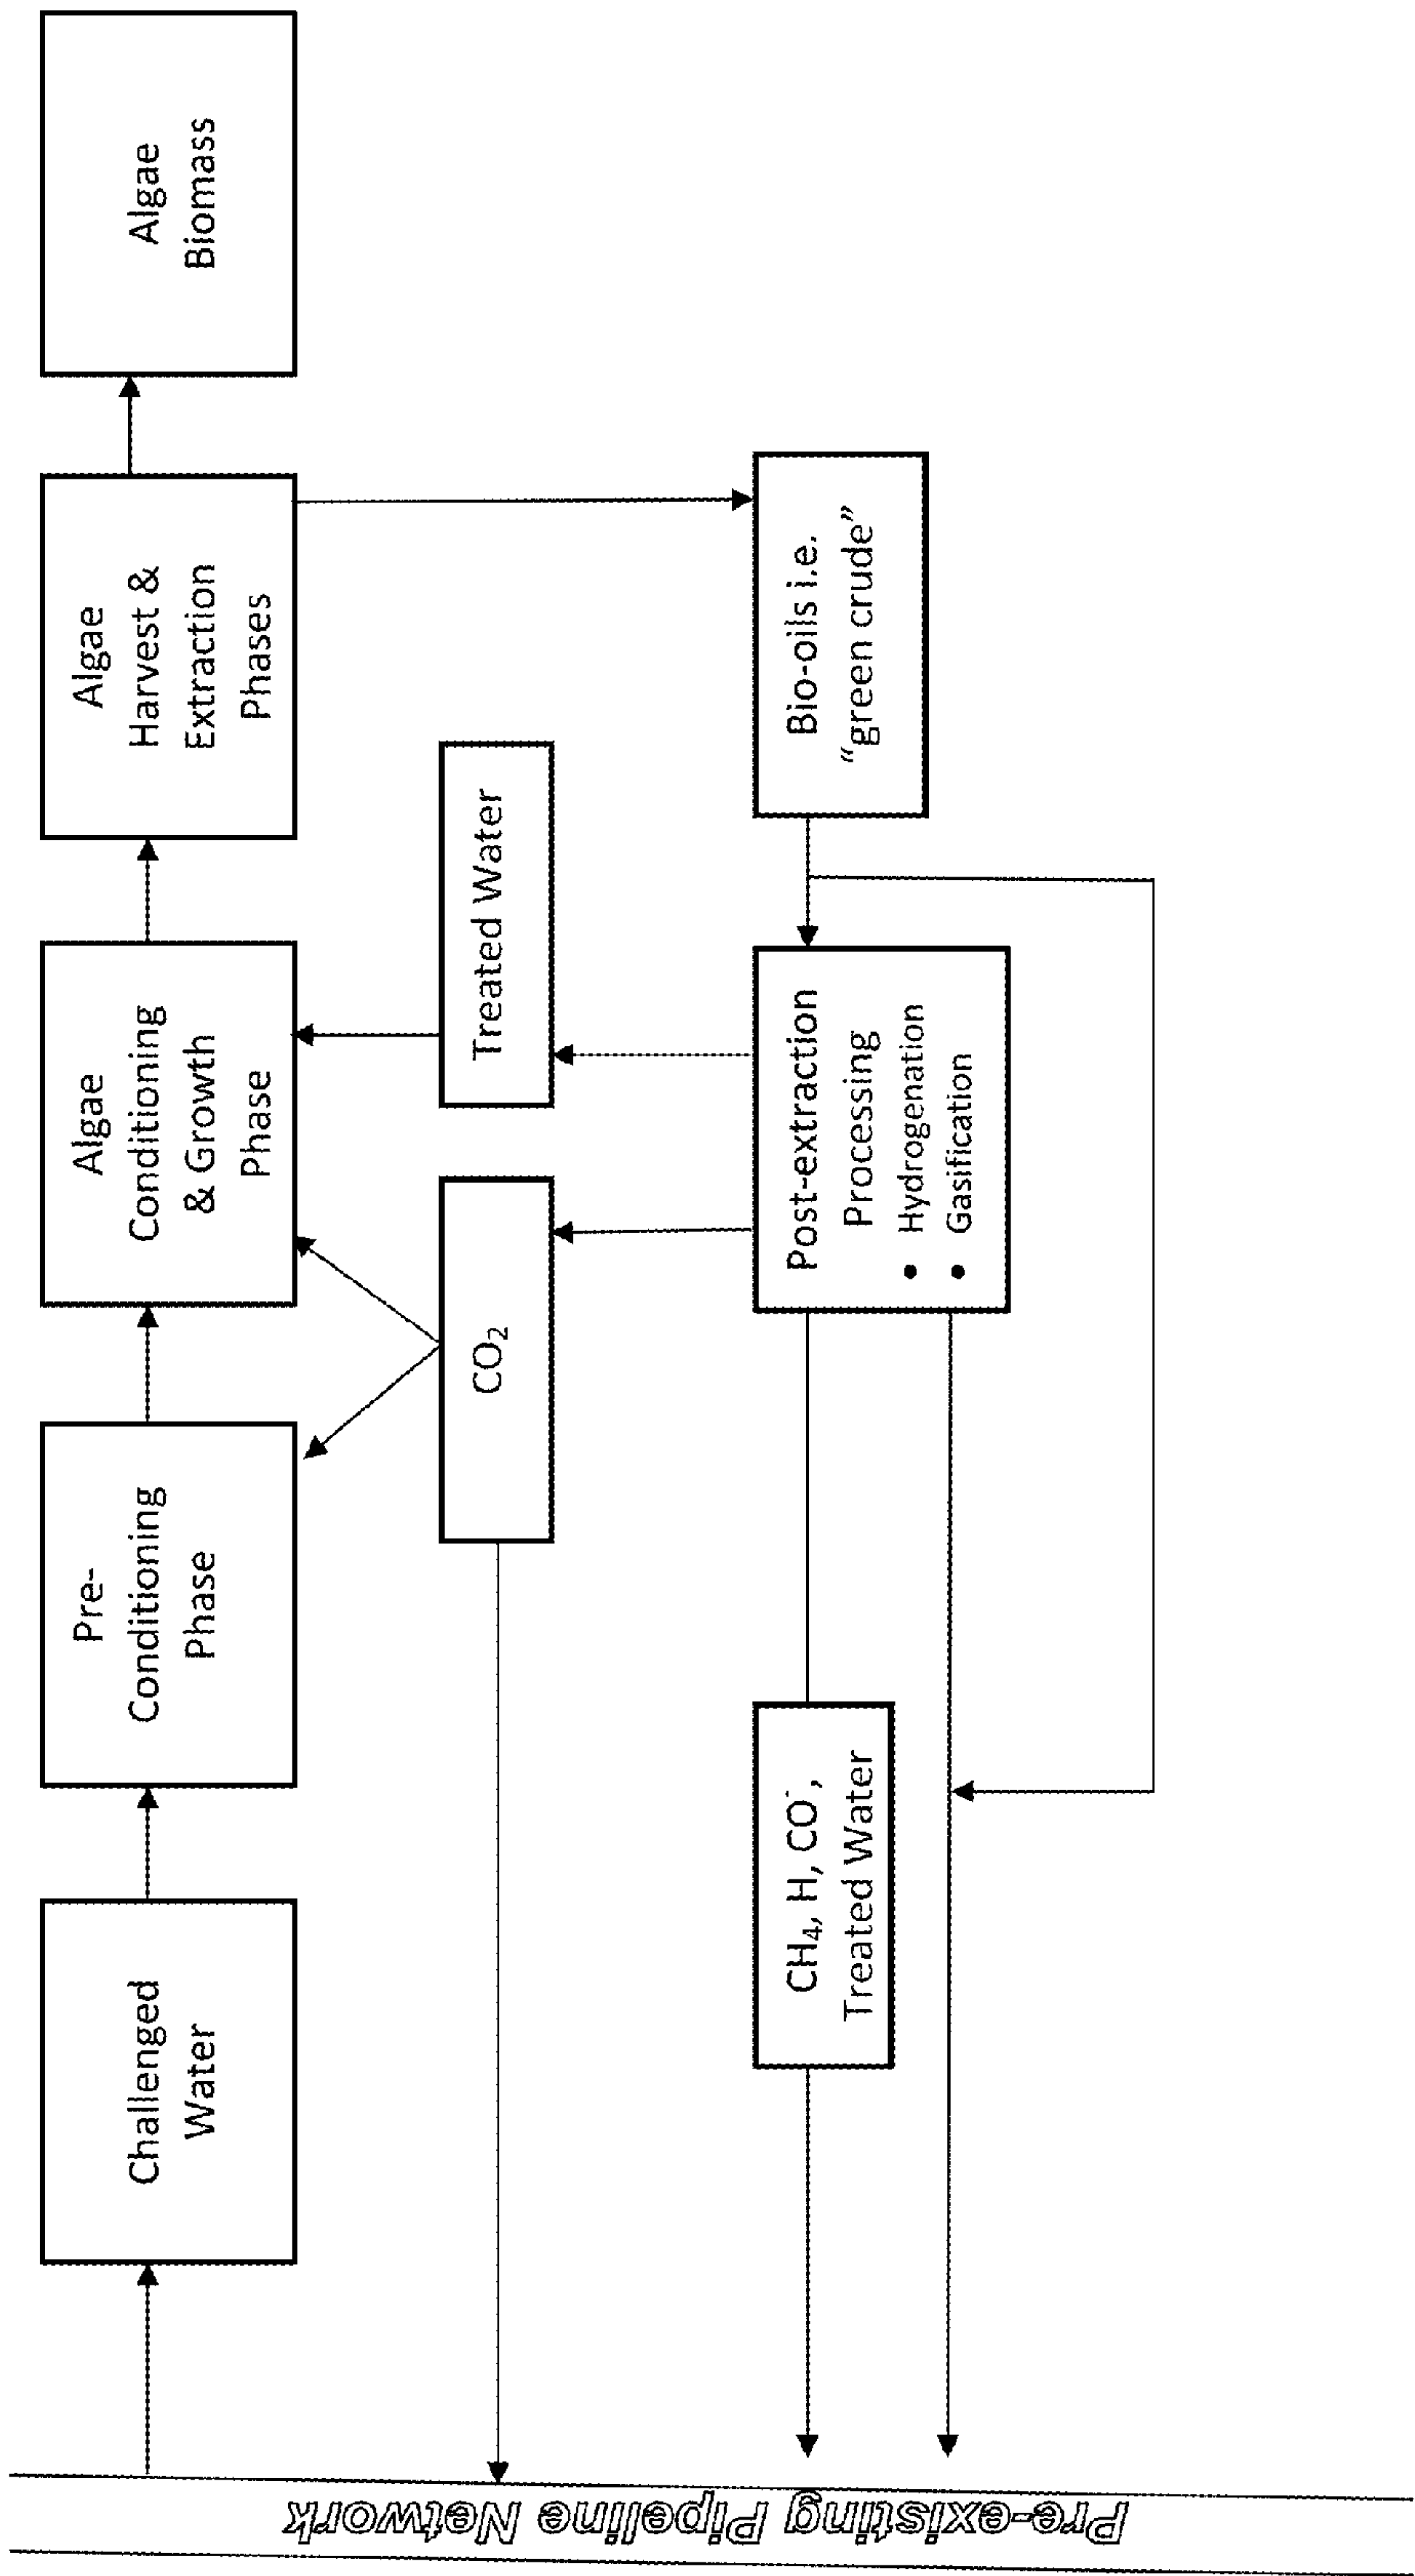 Pre-existing Pipeline Network
Challenged
Water
Pre-
Conditioning
Phase
Algae
Conditioning
& Growth
Phase
Algae
Harvest &
Extraction
Phases
Algae
Biomass
CO₂
Treated Water
CH₄, H, CO⁻,
Treated Water
Post-extraction
Processing
• Hydrogenation
• Gasification
Bio-oils i.e.
“green crude”